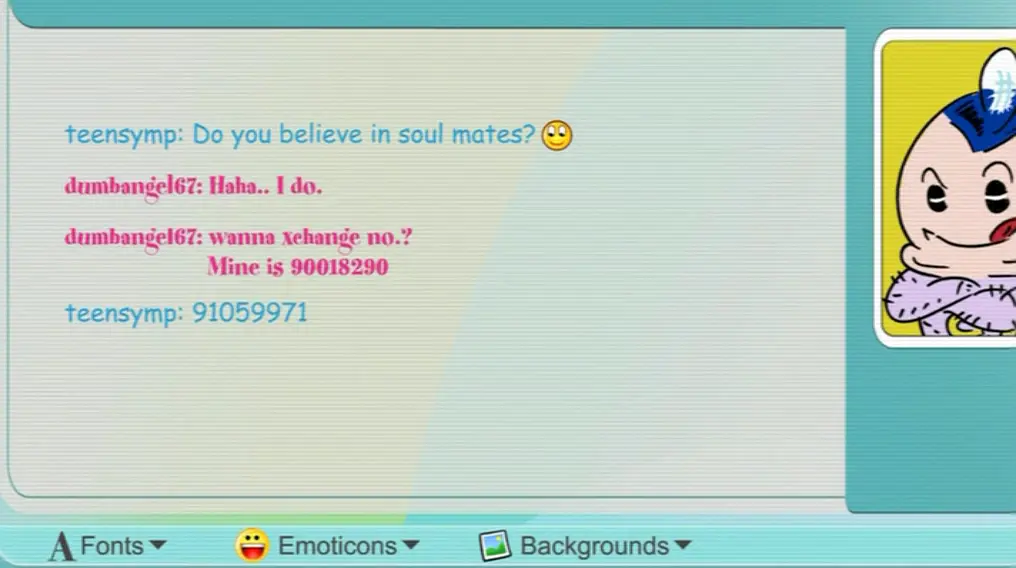 teensymp: Do you believe in soul mates?
dumbangel67: Haha.. I do.
dumbangel67: wanna xchange no.?
Mine is 90018290
teensymp: 91059971
A Fonts
Emoticons
Backgrounds